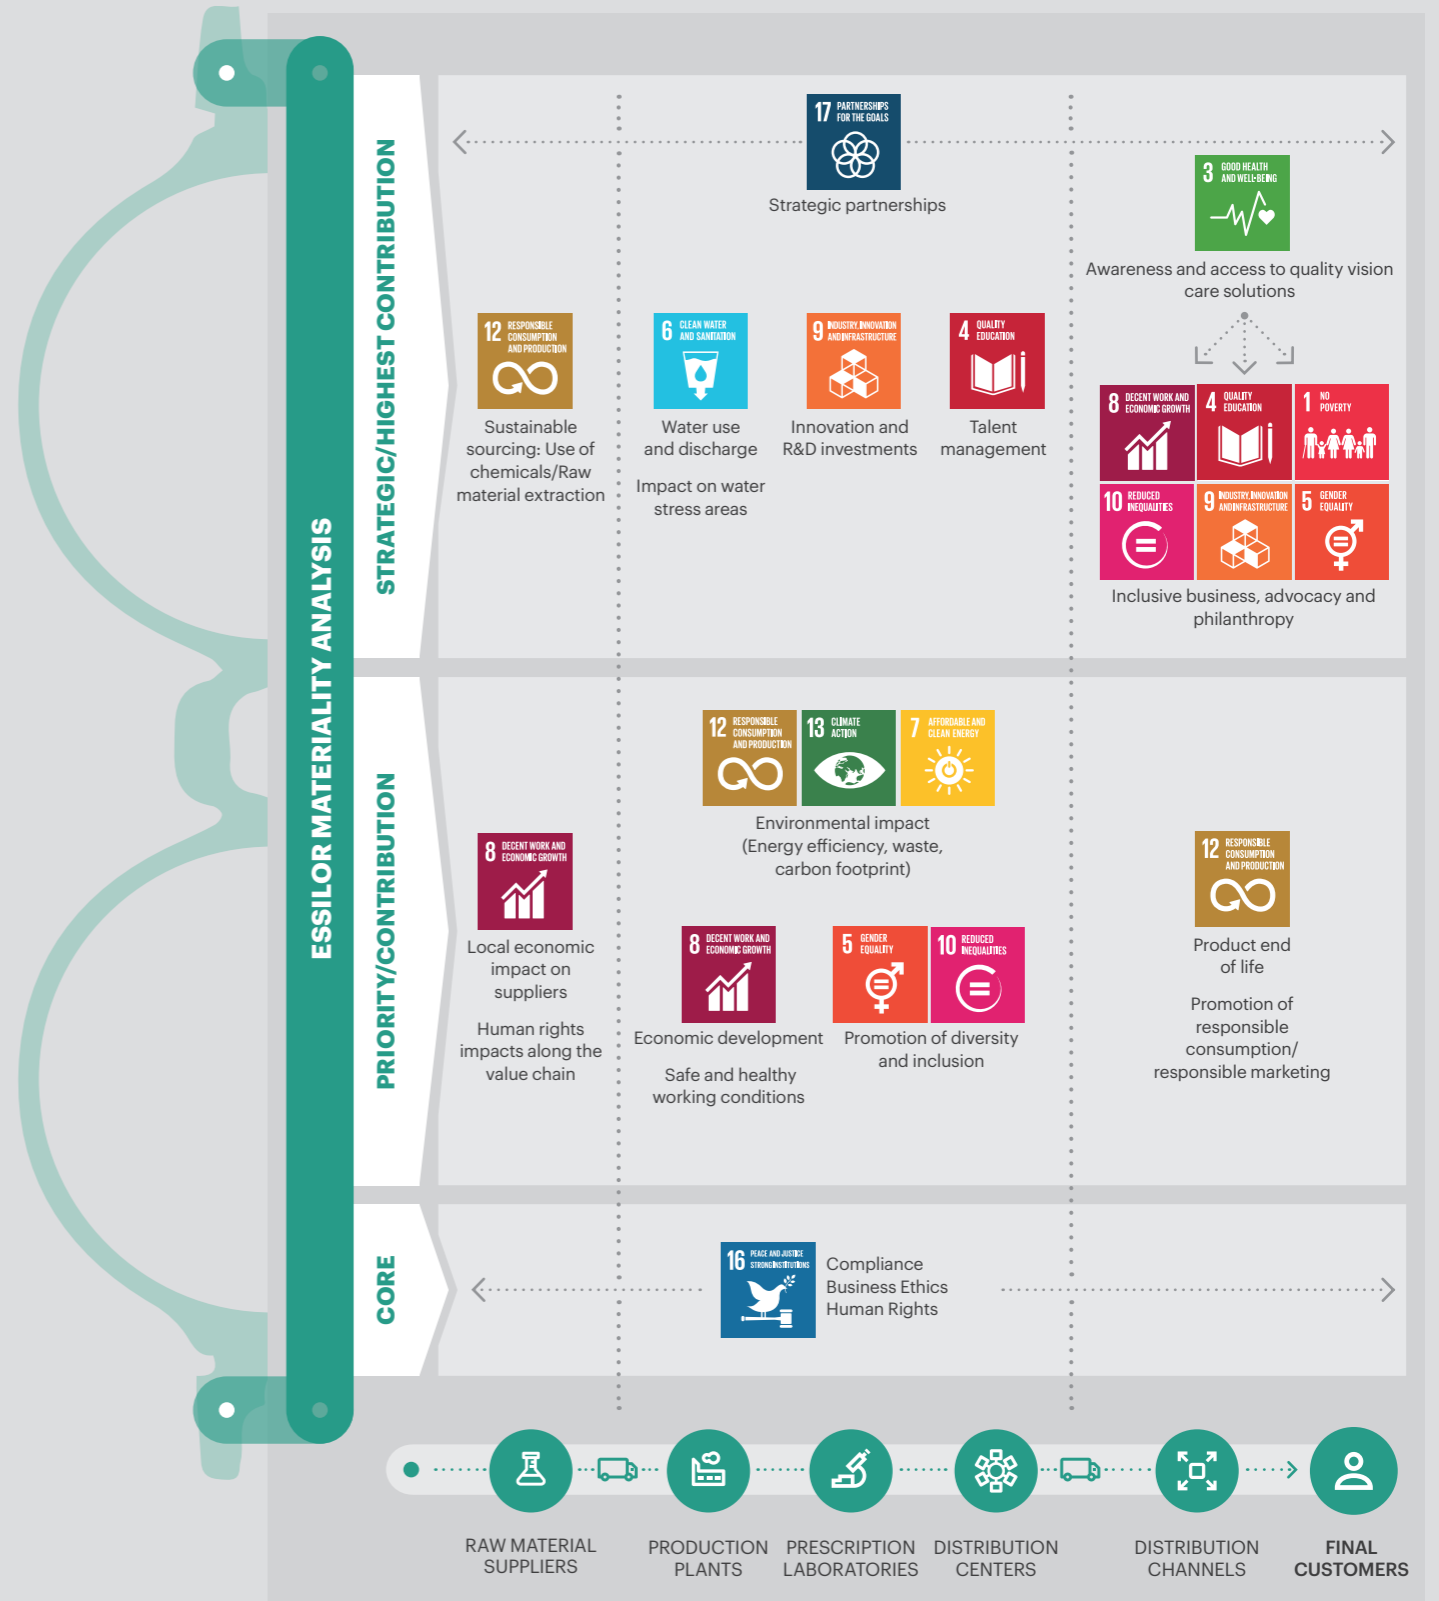 ESSILOR MATERIALITY ANALYSIS
STRATEGIC/HIGHEST CONTRIBUTION
17 PARTNERSHIPS
FOR THE GOALS
Strategic partnerships
3 GOOD HEALTH
AND WELL-BEING
Awareness and access to quality vision
care solutions
12 RESPONSIBLE
CONSUMPTION
AND PRODUCTION
Sustainable
sourcing: Use of
chemicals/Raw
material extraction
6 CLEAN WATER
AND SANITATION
Water use
and discharge
Impact on water
stress areas
9 INDUSTRY, INNOVATION
AND INFRASTRUCTURE
Innovation and
R&D investments
4 QUALITY
EDUCATION
Talent
management
8 DECENT WORK AND
ECONOMIC GROWTH
4 QUALITY
EDUCATION
1 NO
POVERTY
10 REDUCED
INEQUALITIES
9 INDUSTRY, INNOVATION
AND INFRASTRUCTURE
5 GENDER
EQUALITY
Inclusive business, advocacy and
philanthropy
PRIORITY/CONTRIBUTION
8 DECENT WORK AND
ECONOMIC GROWTH
Local economic
impact on
suppliers
Human rights
impacts along the
value chain
12 RESPONSIBLE
CONSUMPTION
AND PRODUCTION
13 CLIMATE
ACTION
7 AFFORDABLE AND
CLEAN ENERGY
Environmental impact
(Energy efficiency, waste,
carbon footprint)
8 DECENT WORK AND
ECONOMIC GROWTH
Economic development
Safe and healthy
working conditions
5 GENDER
EQUALITY
10 REDUCED
INEQUALITIES
Promotion of diversity
and inclusion
12 RESPONSIBLE
CONSUMPTION
AND PRODUCTION
Product end
of life
Promotion of
responsible
consumption/
responsible marketing
CORE
16 PEACE AND JUSTICE
STRONG INSTITUTIONS
Compliance
Business Ethics
Human Rights
RAW MATERIAL
SUPPLIERS
PRODUCTION
PLANTS
PRESCRIPTION
LABORATORIES
DISTRIBUTION
CENTERS
DISTRIBUTION
CHANNELS
FINAL
CUSTOMERS